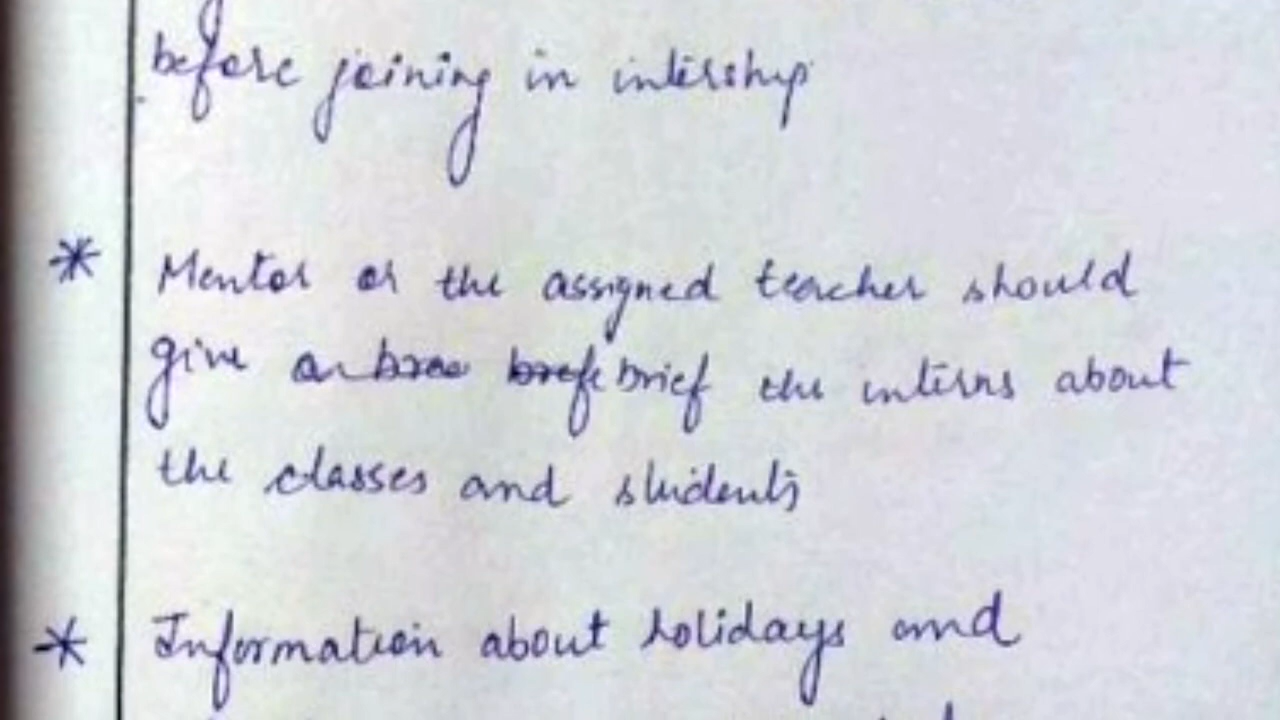 before joining in intership
* Mentor or the assigned teacher should
give a brief the interns about
the classes and students
* Information about holidays and